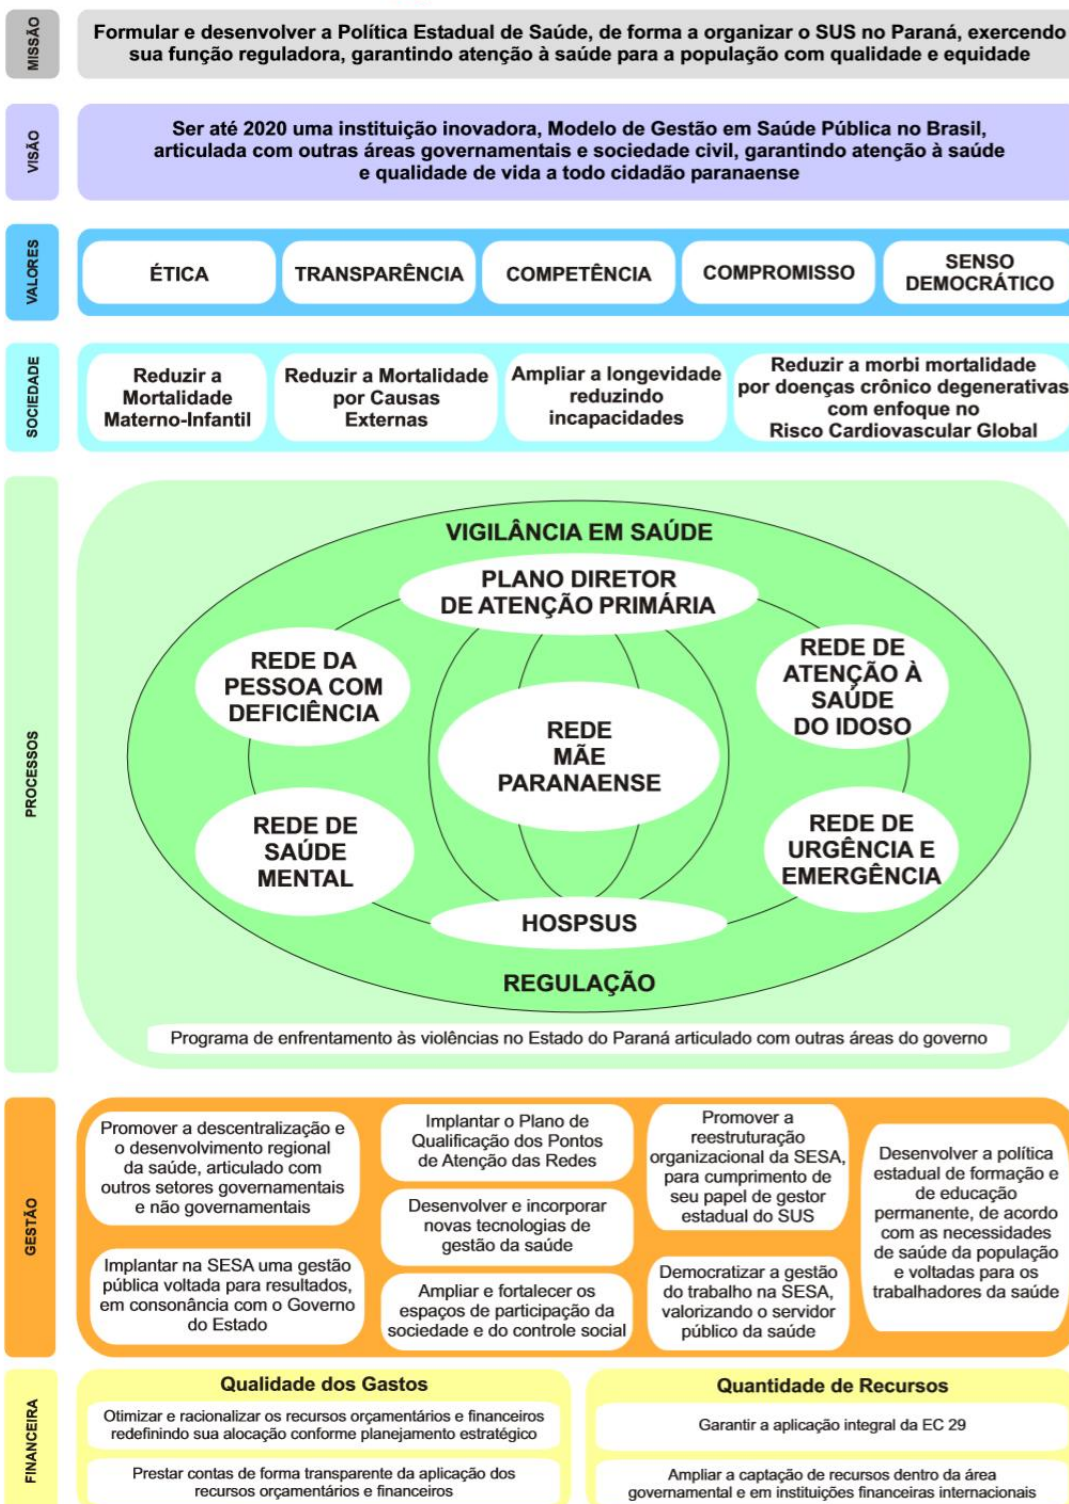 MISSÃO
Formular e desenvolver a Política Estadual de Saúde, de forma a organizar o SUS no Paraná, exercendo
sua função reguladora, garantindo atenção à saúde para a população com qualidade e equidade
VISÃO
Ser até 2020 uma instituição inovadora, Modelo de Gestão em Saúde Pública no Brasil,
articulada com outras áreas governamentais e sociedade civil, garantindo atenção à saúde
e qualidade de vida a todo cidadão paranaense
VALORES
ÉTICA
TRANSPARÊNCIA
COMPETÊNCIA
COMPROMISSO
SENSO
DEMOCRÁTICO
SOCIEDADE
Reduzir a
Mortalidade
Materno-Infantil
Reduzir a Mortalidade
por Causas
Externas
Ampliar a longevidade
reduzindo
incapacidades
Reduzir a morbi mortalidade
por doenças crônico degenerativas
com enfoque no
Risco Cardiovascular Global
PROCESSOS
VIGILÂNCIA EM SAÚDE
PLANO DIRETOR
DE ATENÇÃO PRIMÁRIA
REDE DA
PESSOA COM
DEFICIÊNCIA
REDE DE
ATENÇÃO À
SAÚDE
DO IDOSO
REDE
MÃE
PARANAENSE
REDE DE
SAÚDE
MENTAL
REDE DE
URGÊNCIA E
EMERGÊNCIA
HOSPSUS
REGULAÇÃO
Programa de enfrentamento às violências no Estado do Paraná articulado com outras áreas do governo
GESTÃO
Promover a descentralização e
o desenvolvimento regional
da saúde, articulado com
outros setores governamentais
e não governamentais
Implantar na SESA uma gestão
pública voltada para resultados,
em consonância com o Governo
do Estado
Implantar o Plano de
Qualificação dos Pontos
de Atenção das Redes
Desenvolver e incorporar
novas tecnologias de
gestão da saúde
Ampliar e fortalecer os
espaços de participação da
sociedade e do controle social
Promover a
reestruturação
organizacional da SESA,
para cumprimento de
seu papel de gestor
estadual do SUS
Democratizar a gestão
do trabalho na SESA,
valorizando o servidor
público da saúde
Desenvolver a política
estadual de formação e
de educação
permanente, de acordo
com as necessidades
de saúde da população
e voltadas para os
trabalhadores da saúde
FINANCEIRA
Qualidade dos Gastos
Otimizar e racionalizar os recursos orçamentários e financeiros
redefinindo sua alocação conforme planejamento estratégico
Prestar contas de forma transparente da aplicação dos
recursos orçamentários e financeiros
Quantidade de Recursos
Garantir a aplicação integral da EC 29
Ampliar a captação de recursos dentro da área
governamental e em instituições financeiras internacionais